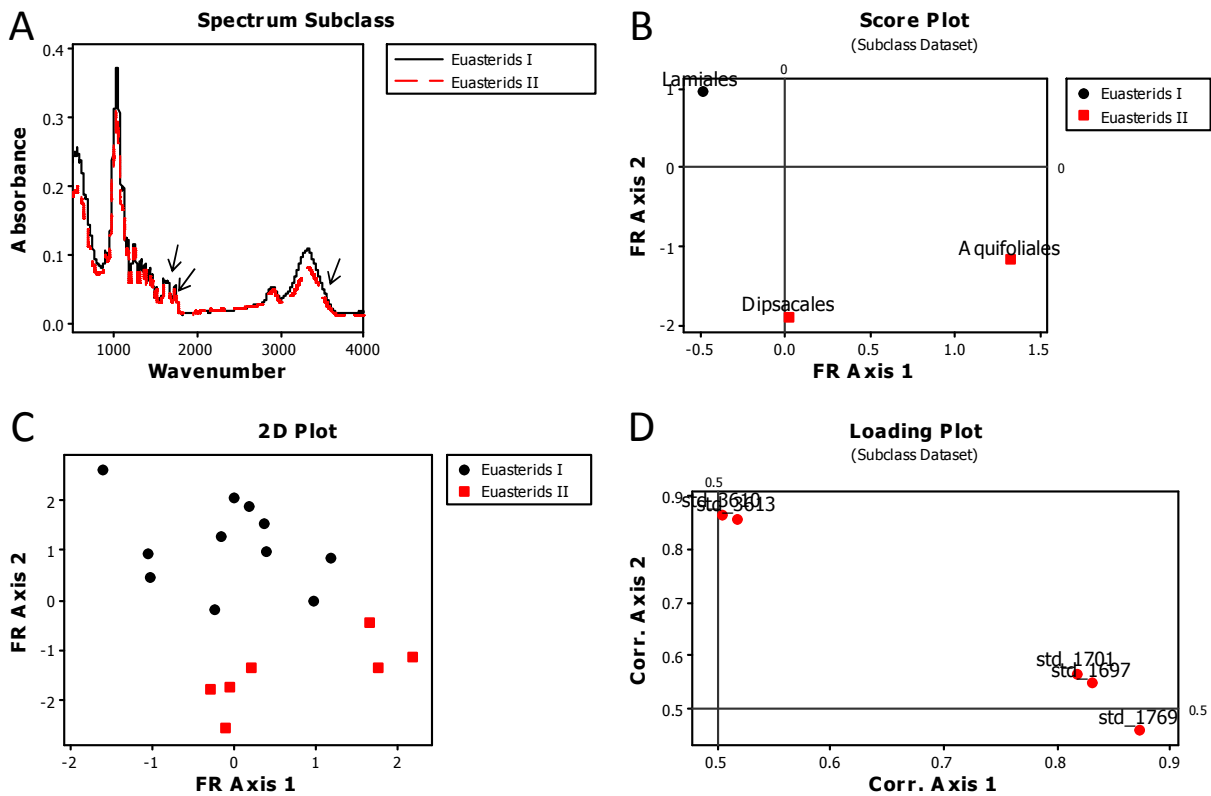 A
Spectrum Subclass
0.4
0.3
0.2
0.1
0.0
Absorbance
1000 2000 3000 4000
Wavenumber
Euasterids I
Euasterids II
B
Score Plot
(Subclass Dataset)
0
Lamiales
1
0
-1
-2
FR Axis 2
0
Aquifoliales
Dipsacales
-0.5 0.0 0.5 1.0 1.5
FR Axis 1
Euasterids I
Euasterids II
C
2D Plot
2
1
0
-1
-2
FR Axis 2
-2 -1 0 1 2
FR Axis 1
Euasterids I
Euasterids II
D
Loading Plot
(Subclass Dataset)
0.5
0.9
0.8
0.7
0.6
0.5
Corr. Axis 2
std_3610
std_3613
std_1701
std_1697
0.5
std_1769
0.5 0.6 0.7 0.8 0.9
Corr. Axis 1